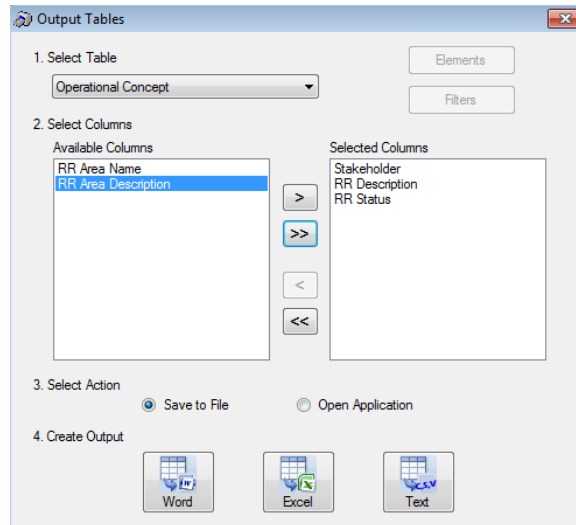 Output Tables
1. Select Table
Elements
Operational Concept
Filters
2. Select Columns
Available Columns
Selected Columns
RR Area Name
RR Area Description
Stakeholder
RR Description
RR Status
>
>>
<
<<
3. Select Action
Save to File
Open Application
4. Create Output
W
Word
X
Excel
CSV
Text